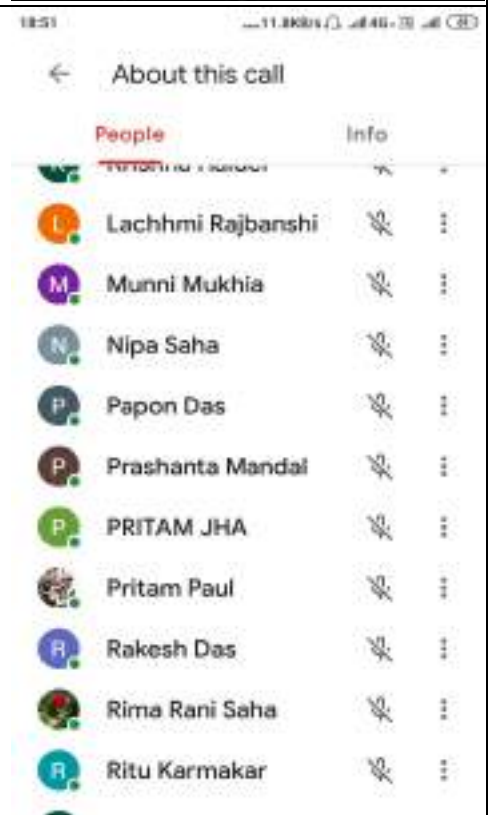 18:51
About this call
People Info
L Lachhmi Rajbanshi
M Munni Mukhia
N Nipa Saha
P Papon Das
P Prashanta Mandal
P PRITAM JHA
Pritam Paul
R Rakesh Das
Rima Rani Saha
R Ritu Karmakar